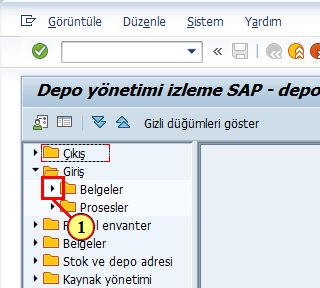 Görüntüle Düzenle Sistem Yardım
Depo yönetimi izleme SAP - depo
Gizli düğümleri göster
Çıkış
Giriş
Belgeler
Prosesler
1
envanter
Belgeler
Stok ve depo adresi
Kaynak yönetimi